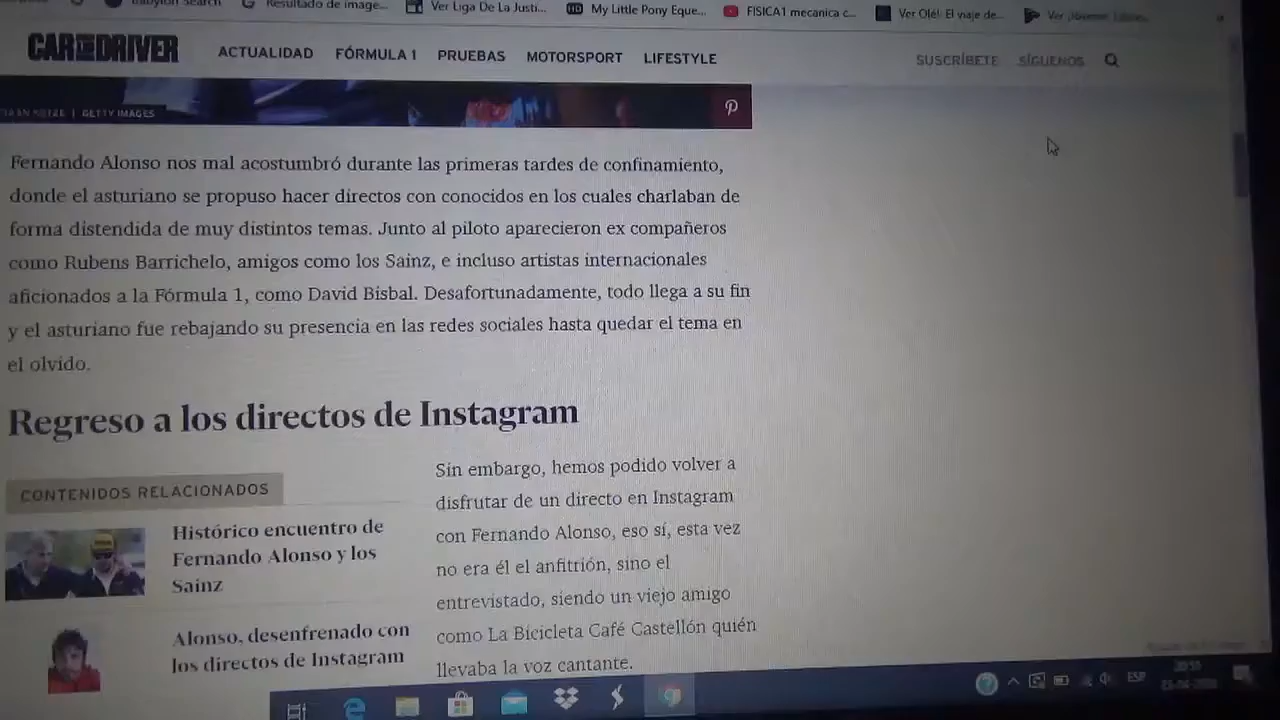 Babylon Search
Resultado de image...
Ver Liga De La Justi...
HD My Little Pony Eque...
FISICA1 mecanica c...
Ver Olé! El viaje de...
CAR AND DRIVER
ACTUALIDAD FÓRMULA 1 PRUEBAS MOTORSPORT LIFESTYLE
SUSCRÍBETE SÍGUENOS
GETTY IMAGES
Fernando Alonso nos mal acostumbró durante las primeras tardes de confinamiento,
donde el asturiano se propuso hacer directos con conocidos en los cuales charlaban de
forma distendida de muy distintos temas. Junto al piloto aparecieron ex compañeros
como Rubens Barrichelo, amigos como los Sainz, e incluso artistas internacionales
aficionados a la Fórmula 1, como David Bisbal. Desafortunadamente, todo llega a su fin
y el asturiano fue rebajando su presencia en las redes sociales hasta quedar el tema en
el olvido.
Regreso a los directos de Instagram
CONTENIDOS RELACIONADOS
Histórico encuentro de
Fernando Alonso y los
Sainz
Alonso, desenfrenado con
los directos de Instagram
Sin embargo, hemos podido volver a
disfrutar de un directo en Instagram
con Fernando Alonso, eso sí, esta vez
no era él el anfitrión, sino el
entrevistado, siendo un viejo amigo
como La Bicicleta Café Castellón quién
llevaba la voz cantante.
ESP